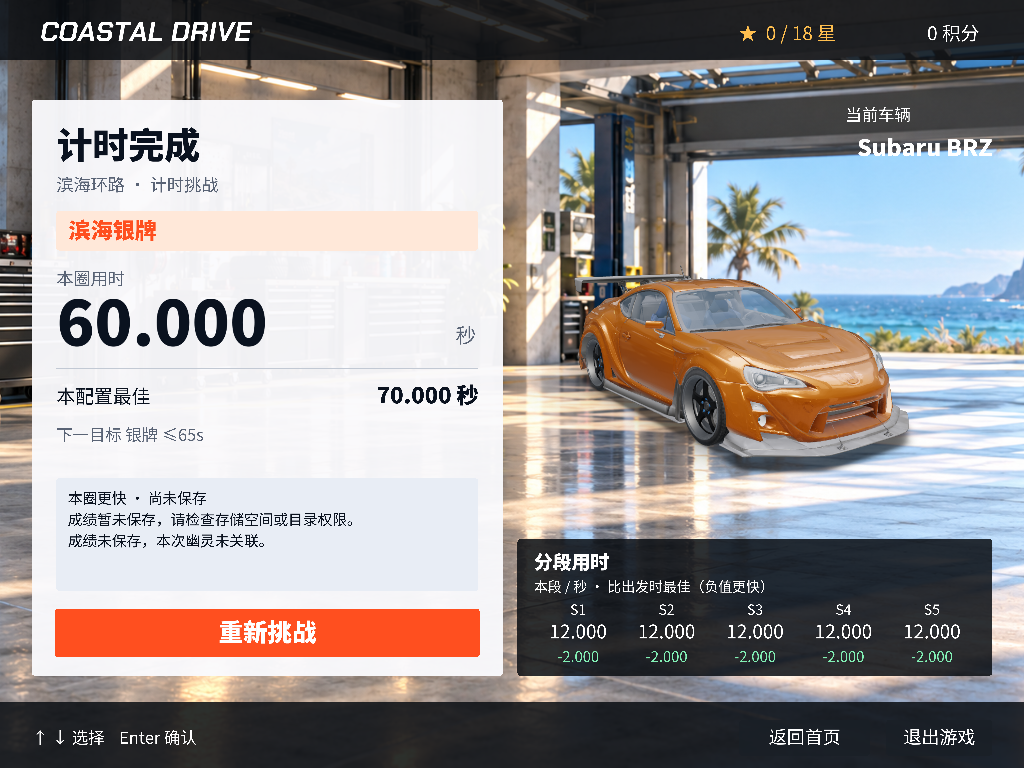 COASTAL DRIVE
★ 0 / 18 星
0 积分
计时完成
滨海环路 · 计时挑战
滨海银牌
本圈用时
60.000 秒
本配置最佳 70.000 秒
下一目标 银牌 ≤65s
本圈更快 · 尚未保存
成绩暂未保存，请检查存储空间或目录权限。
成绩未保存，本次幽灵未关联。
重新挑战
当前车辆
Subaru BRZ
分段用时
本段 / 秒 · 比出发时最佳（负值更快）
S1 S2 S3 S4 S5
12.000 12.000 12.000 12.000 12.000
-2.000 -2.000 -2.000 -2.000 -2.000
↑ ↓ 选择 Enter 确认
返回首页
退出游戏